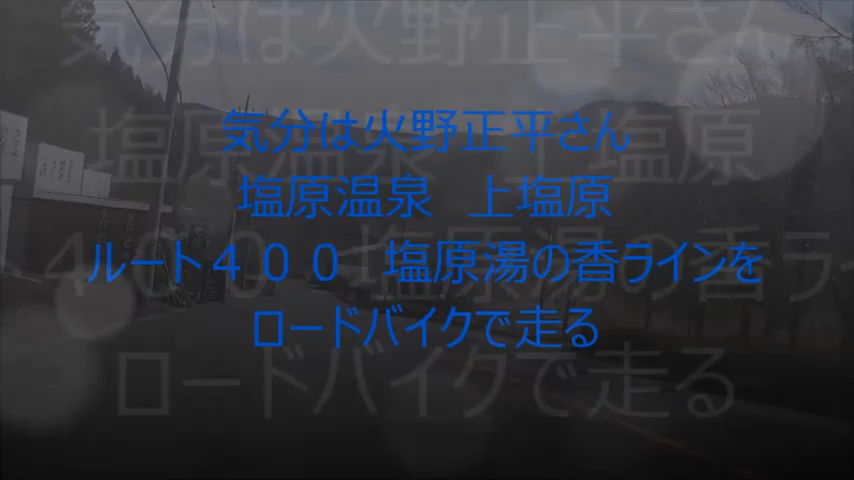 気分は火野正平さん
塩原温泉　上塩原
ルート４００　塩原湯の香ラインを
ロードバイクで走る